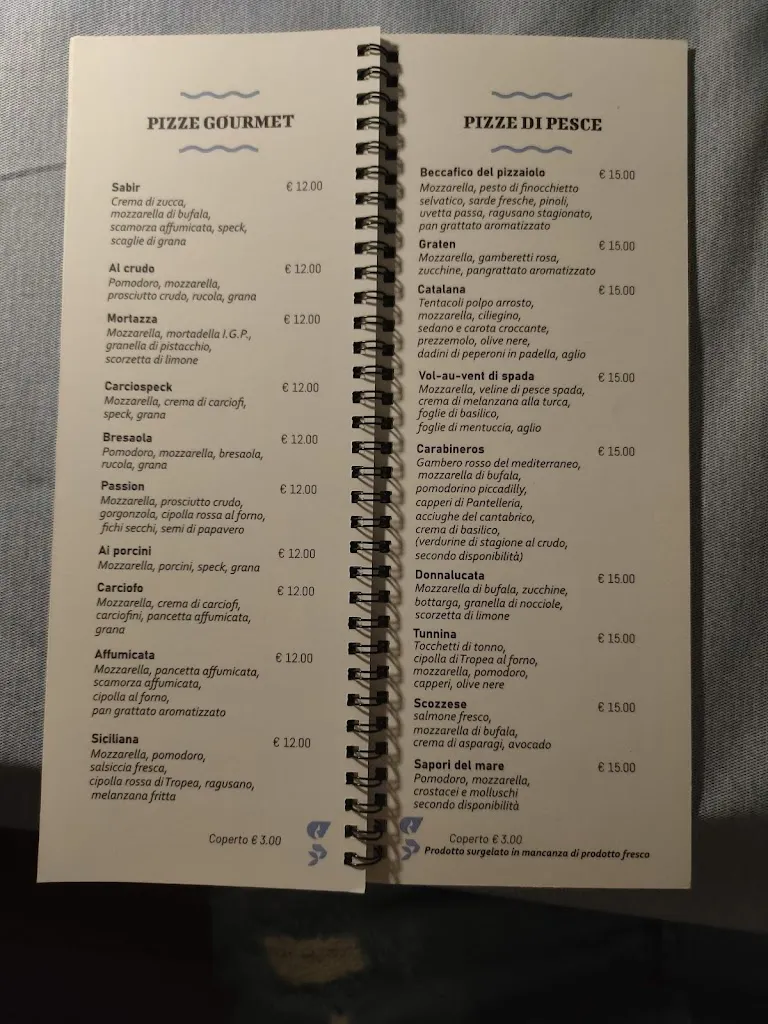 PIZZE GOURMET
Sabir € 12.00
Crema di zucca,
mozzarella di bufala,
scamorza affumicata, speck,
scaglie di grana
Al crudo € 12.00
Pomodoro, mozzarella,
prosciutto crudo, rucola, grana
Mortazza € 12.00
Mozzarella, mortadella I.G.P.,
granella di pistacchio,
scorzetta di limone
Carciospeck € 12.00
Mozzarella, crema di carciofi,
speck, grana
Bresaola € 12.00
Pomodoro, mozzarella, bresaola,
rucola, grana
Passion € 12.00
Mozzarella, prosciutto crudo,
gorgonzola, cipolla rossa al forno,
fichi secchi, semi di papavero
Ai porcini € 12.00
Mozzarella, porcini, speck, grana
Carciofo € 12.00
Mozzarella, crema di carciofi,
carciofini, pancetta affumicata,
grana
Affumicata € 12.00
Mozzarella, pancetta affumicata,
scamorza affumicata,
cipolla al forno,
pan grattato aromatizzato
Siciliana € 12.00
Mozzarella, pomodoro,
salsiccia fresca,
cipolla rossa di Tropea, ragusano,
melanzana fritta
Coperto € 3.00
PIZZE DI PESCE
Beccafico del pizzaiolo € 15.00
Mozzarella, pesto di finocchietto
selvatico, sarde fresche, pinoli,
uvetta passa, ragusano stagionato,
pan grattato aromatizzato
Graten € 15.00
Mozzarella, gamberetti rosa,
zucchine, pangrattato aromatizzato
Catalana € 15.00
Tentacoli polpo arrosto,
mozzarella, ciliegino,
sedano e carota croccante,
prezzemolo, olive nere,
dadini di peperoni in padella, aglio
Vol-au-vent di spada € 15.00
Mozzarella, veline di pesce spada,
crema di melanzana alla turca,
foglie di basilico,
foglie di mentuccia, aglio
Carabineros € 15.00
Gambero rosso del mediterraneo,
mozzarella di bufala,
pomodorino piccadilly,
capperi di Pantelleria,
acciughe del cantabrico,
crema di basilico,
(verdurine di stagione al crudo,
secondo disponibilità)
Donnalucata € 15.00
Mozzarella di bufala, zucchine,
bottarga, granella di nocciole,
scorzetta di limone
Tunnina € 15.00
Tocchetti di tonno,
cipolla di Tropea al forno,
mozzarella, pomodoro,
capperi, olive nere
Scozzese € 15.00
salmone fresco,
mozzarella di bufala,
crema di asparagi, avocado
Sapori del mare € 15.00
Pomodoro, mozzarella,
crostacei e molluschi
secondo disponibilità
Coperto € 3.00
Prodotto surgelato in mancanza di prodotto fresco